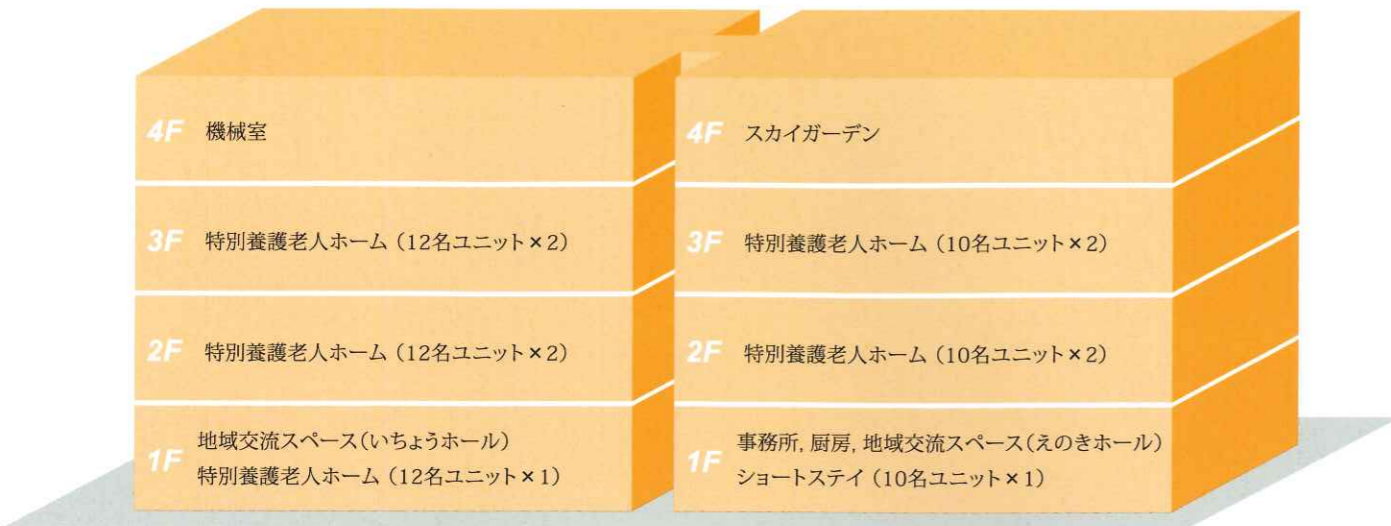 4F 機械室
3F 特別養護老人ホーム（12名ユニット×2）
2F 特別養護老人ホーム（12名ユニット×2）
1F 地域交流スペース（いちょうホール）
特別養護老人ホーム（12名ユニット×1）
4F スカイガーデン
3F 特別養護老人ホーム（10名ユニット×2）
2F 特別養護老人ホーム（10名ユニット×2）
1F 事務所, 厨房, 地域交流スペース（えのきホール）
ショートステイ（10名ユニット×1）